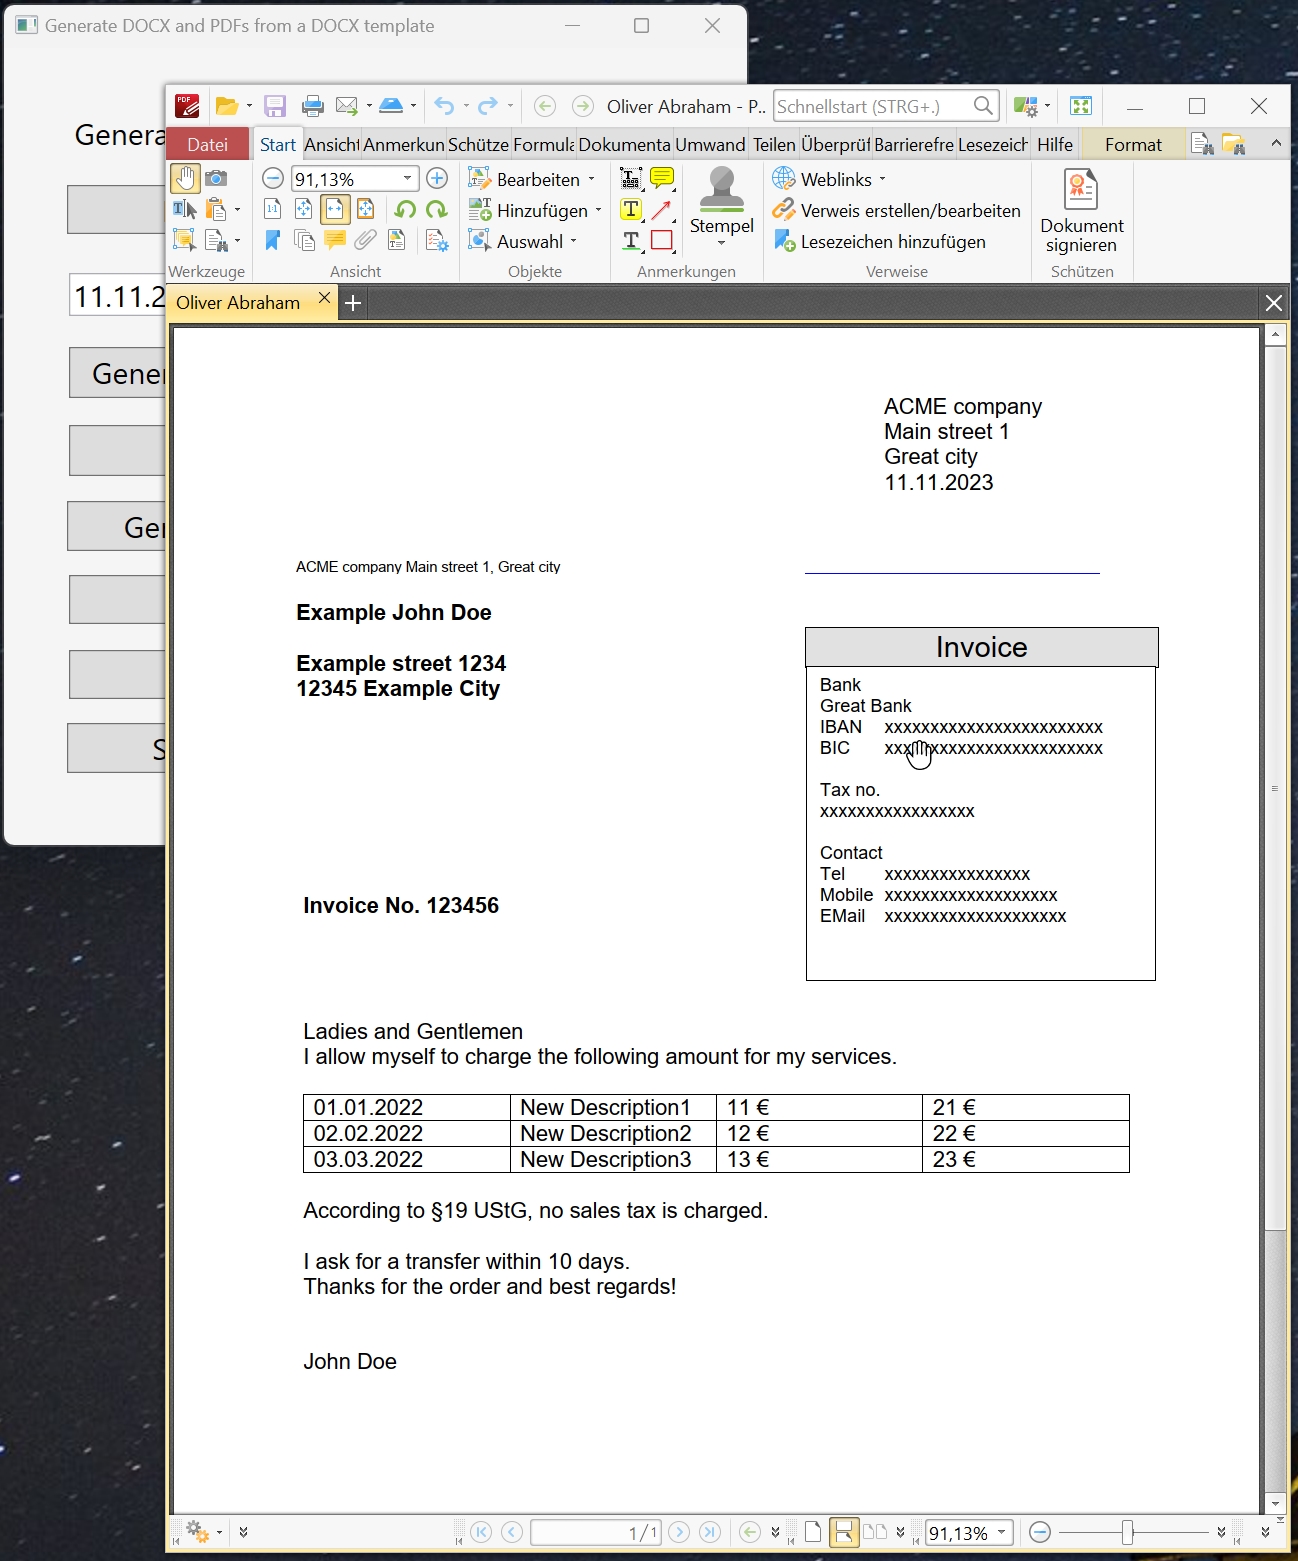 Generate DOCX and PDFs from a DOCX template
Genera
11.11.2
Gener
Ger
S
PDF
Oliver Abraham - P..
Schnellstart (STRG+.)
Datei
Start
Ansicht
Anmerkun
Schütze
Formula
Dokumenta
Umwand
Teilen
Überprüf
Barrierefre
Lesezeich
Hilfe
Format
91,13%
Bearbeiten
Hinzufügen
Auswahl
Stempel
Weblinks
Verweis erstellen/bearbeiten
Lesezeichen hinzufügen
Dokument
signieren
Werkzeuge
Ansicht
Objekte
Anmerkungen
Verweise
Schützen
Oliver Abraham
ACME company
Main street 1
Great city
11.11.2023
ACME company Main street 1, Great city
Example John Doe
Example street 1234
12345 Example City
Invoice
Bank
Great Bank
IBAN xxxxxxxxxxxxxxxxxxxxxxxx
BIC
Tax no.
xxxxxxxxxxxxxxxxx
Contact
Tel xxxxxxxxxxxxxxxx
Mobile xxxxxxxxxxxxxxxxxxx
EMail xxxxxxxxxxxxxxxxxxxx
Invoice No. 123456
Ladies and Gentlemen
I allow myself to charge the following amount for my services.
01.01.2022 New Description1 11 € 21 €
02.02.2022 New Description2 12 € 22 €
03.03.2022 New Description3 13 € 23 €
According to §19 UStG, no sales tax is charged.
I ask for a transfer within 10 days.
Thanks for the order and best regards!
John Doe
1/1
91,13%